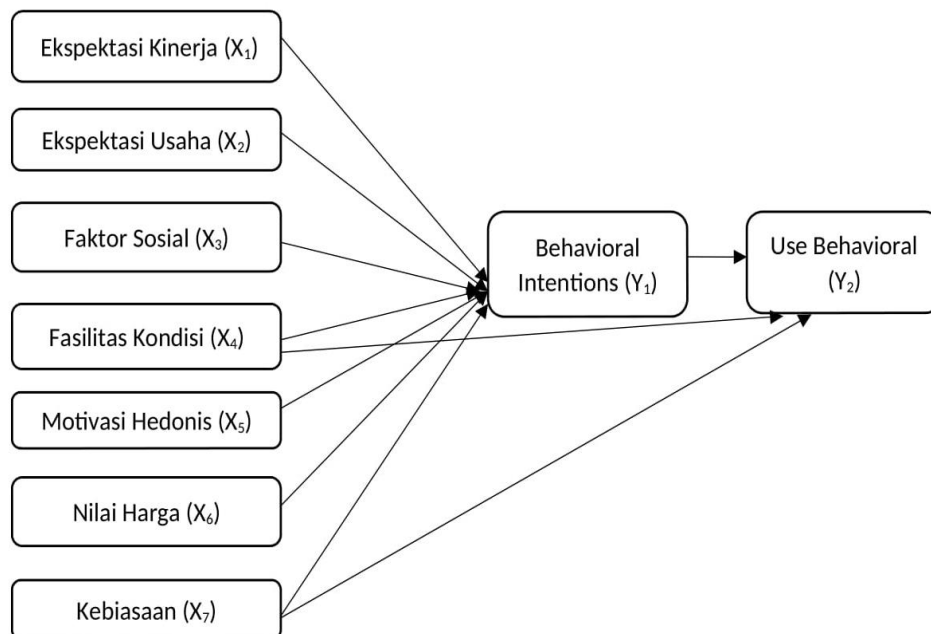 Ekspektasi Kinerja (X₁)
Ekspektasi Usaha (X₂)
Faktor Sosial (X₃)
Fasilitas Kondisi (X₄)
Motivasi Hedonis (X₅)
Nilai Harga (X₆)
Kebiasaan (X₇)
Behavioral
Intentions (Y₁)
Use Behavioral
(Y₂)